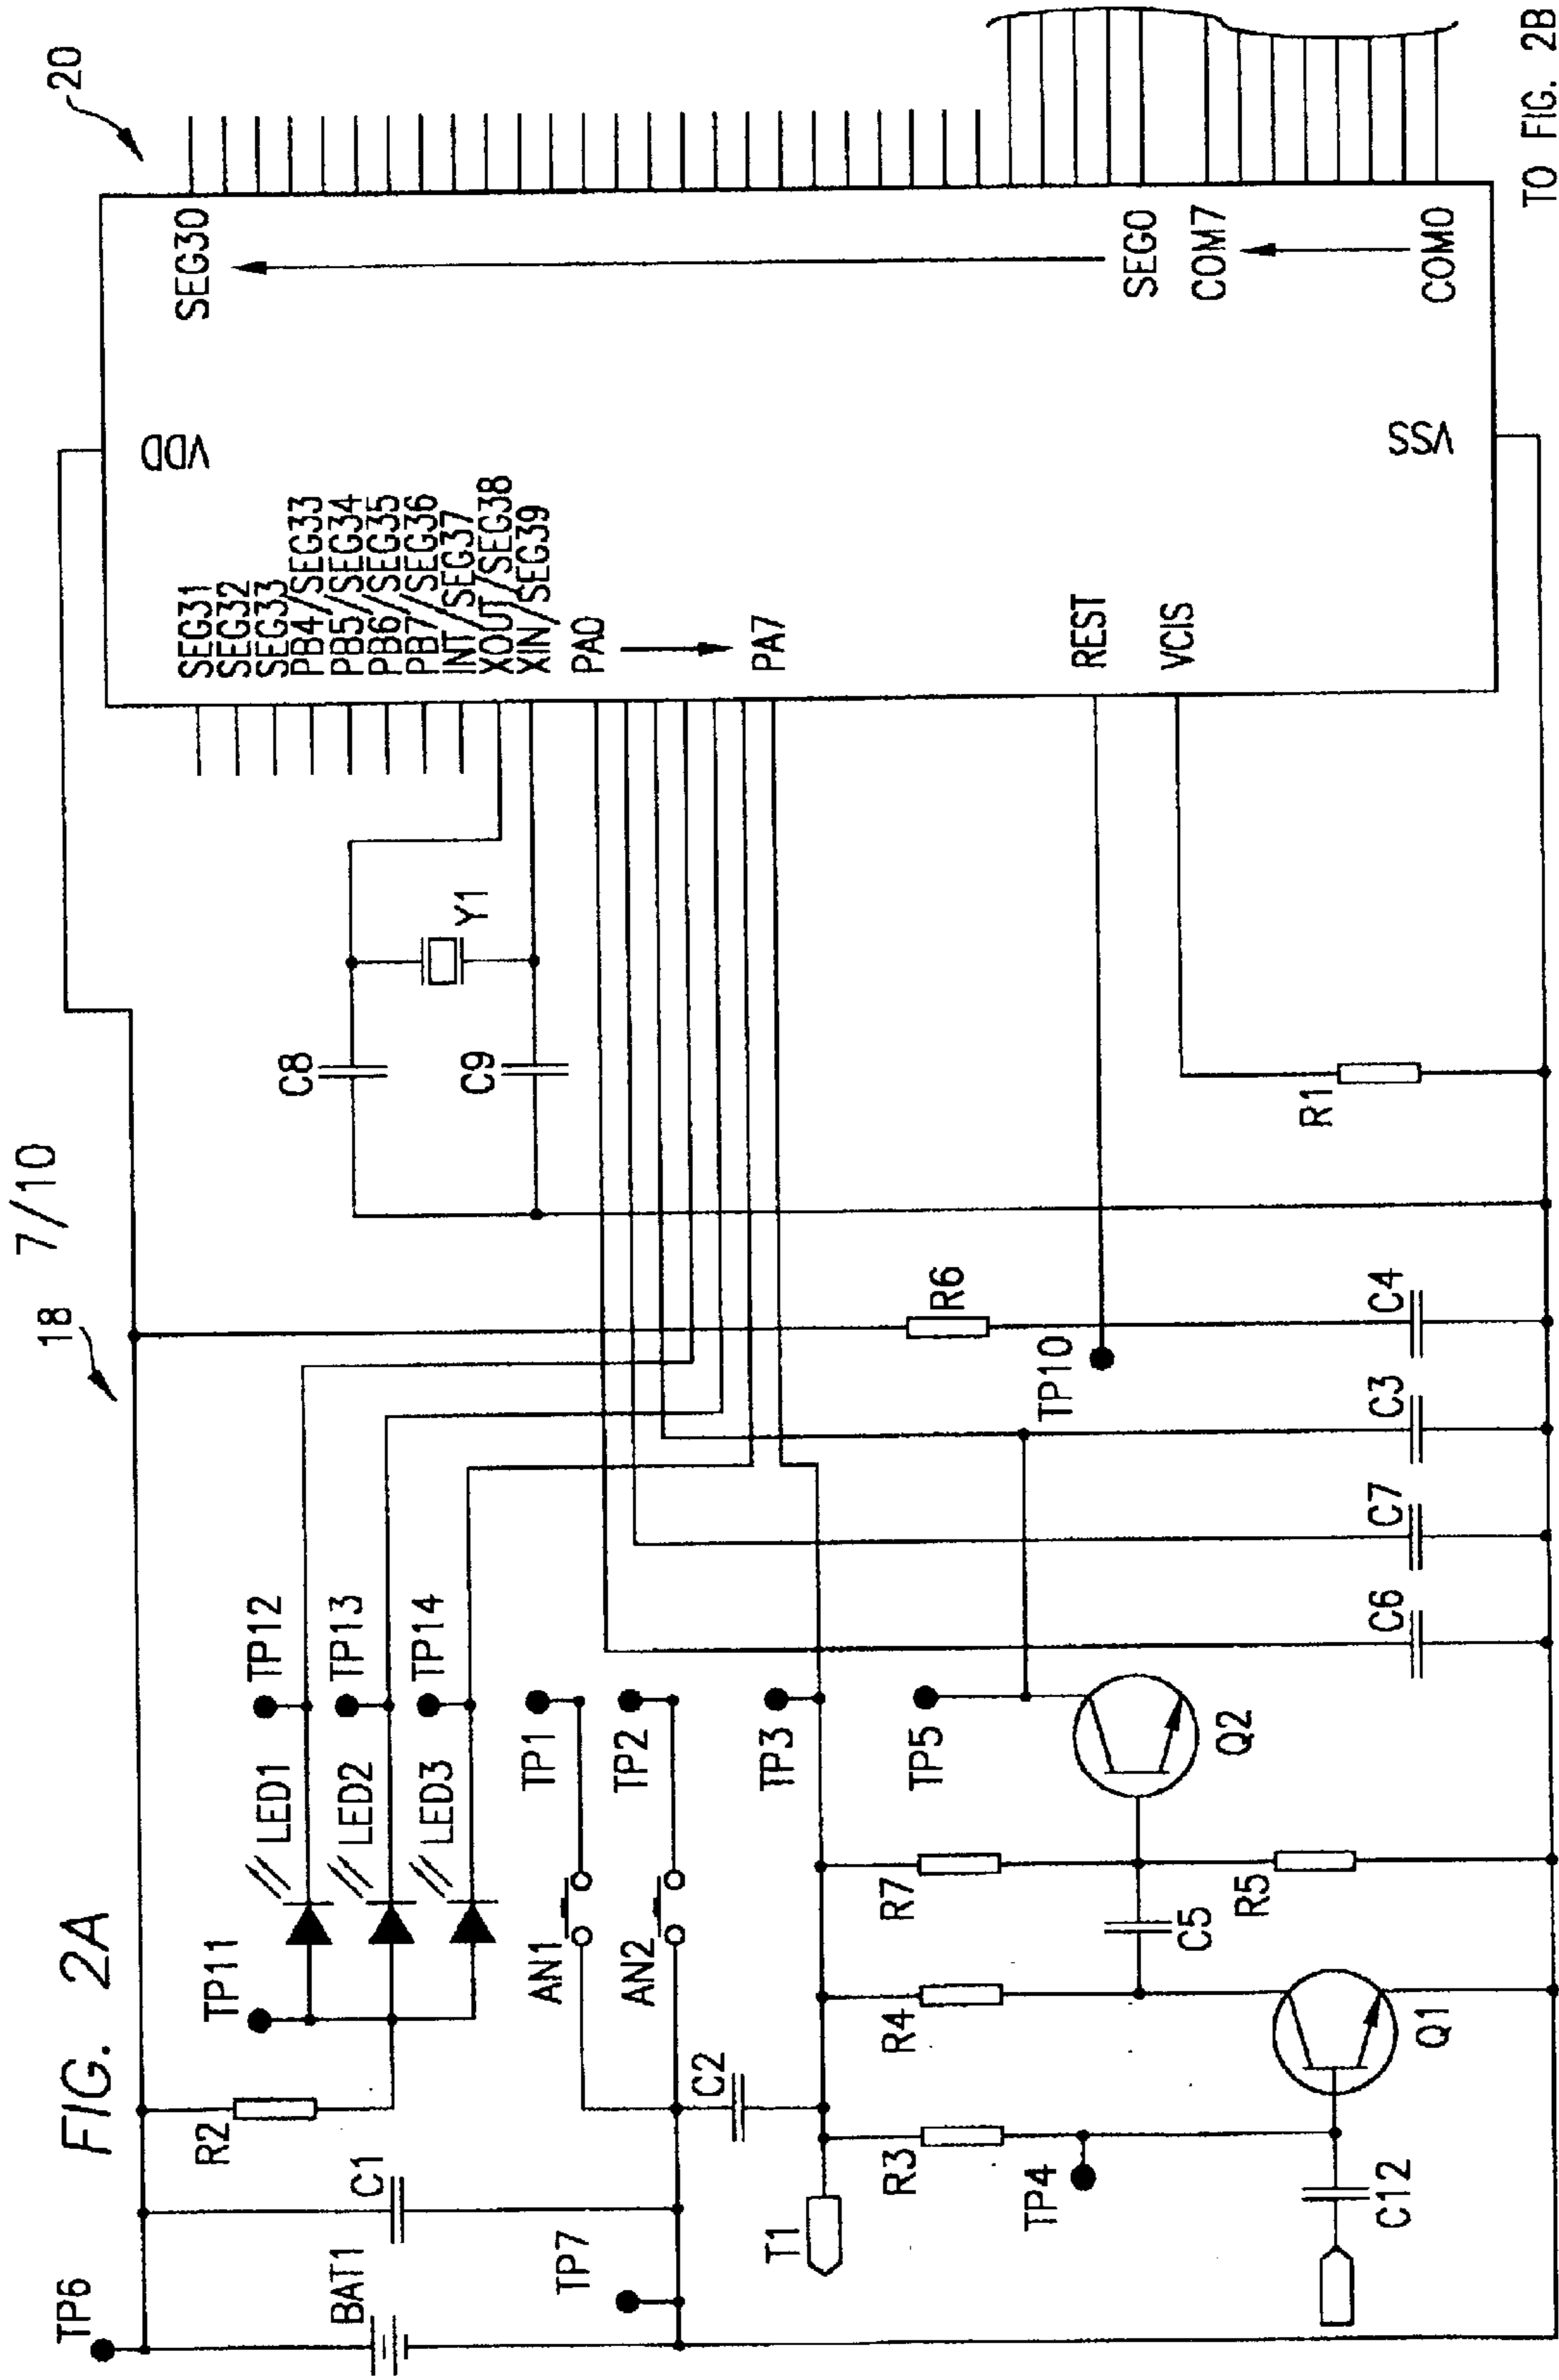 7/10
FIG. 2A
18
20
TP6
BAT1
C1
R2
TP11
LED1
LED2
LED3
TP12
TP13
TP14
TP7
AN1
AN2
TP1
TP2
C2
T1
TP3
R3
R4
R7
TP4
TP5
C5
R5
C12
Q1
Q2
C6
C7
C3
C4
R6
TP10
C8
C9
Y1
R1
VDD
SEG31
SEG32
SEG33
PB4/SEG33
PB5/SEG34
PB6/SEG35
PB7/SEG36
INT/SEG37
XOUT/SEG38
XIN/SEG39
PA0
PA7
REST
VCIS
VSS
SEG30
SEG0
COM7
COM0
TO FIG. 2B